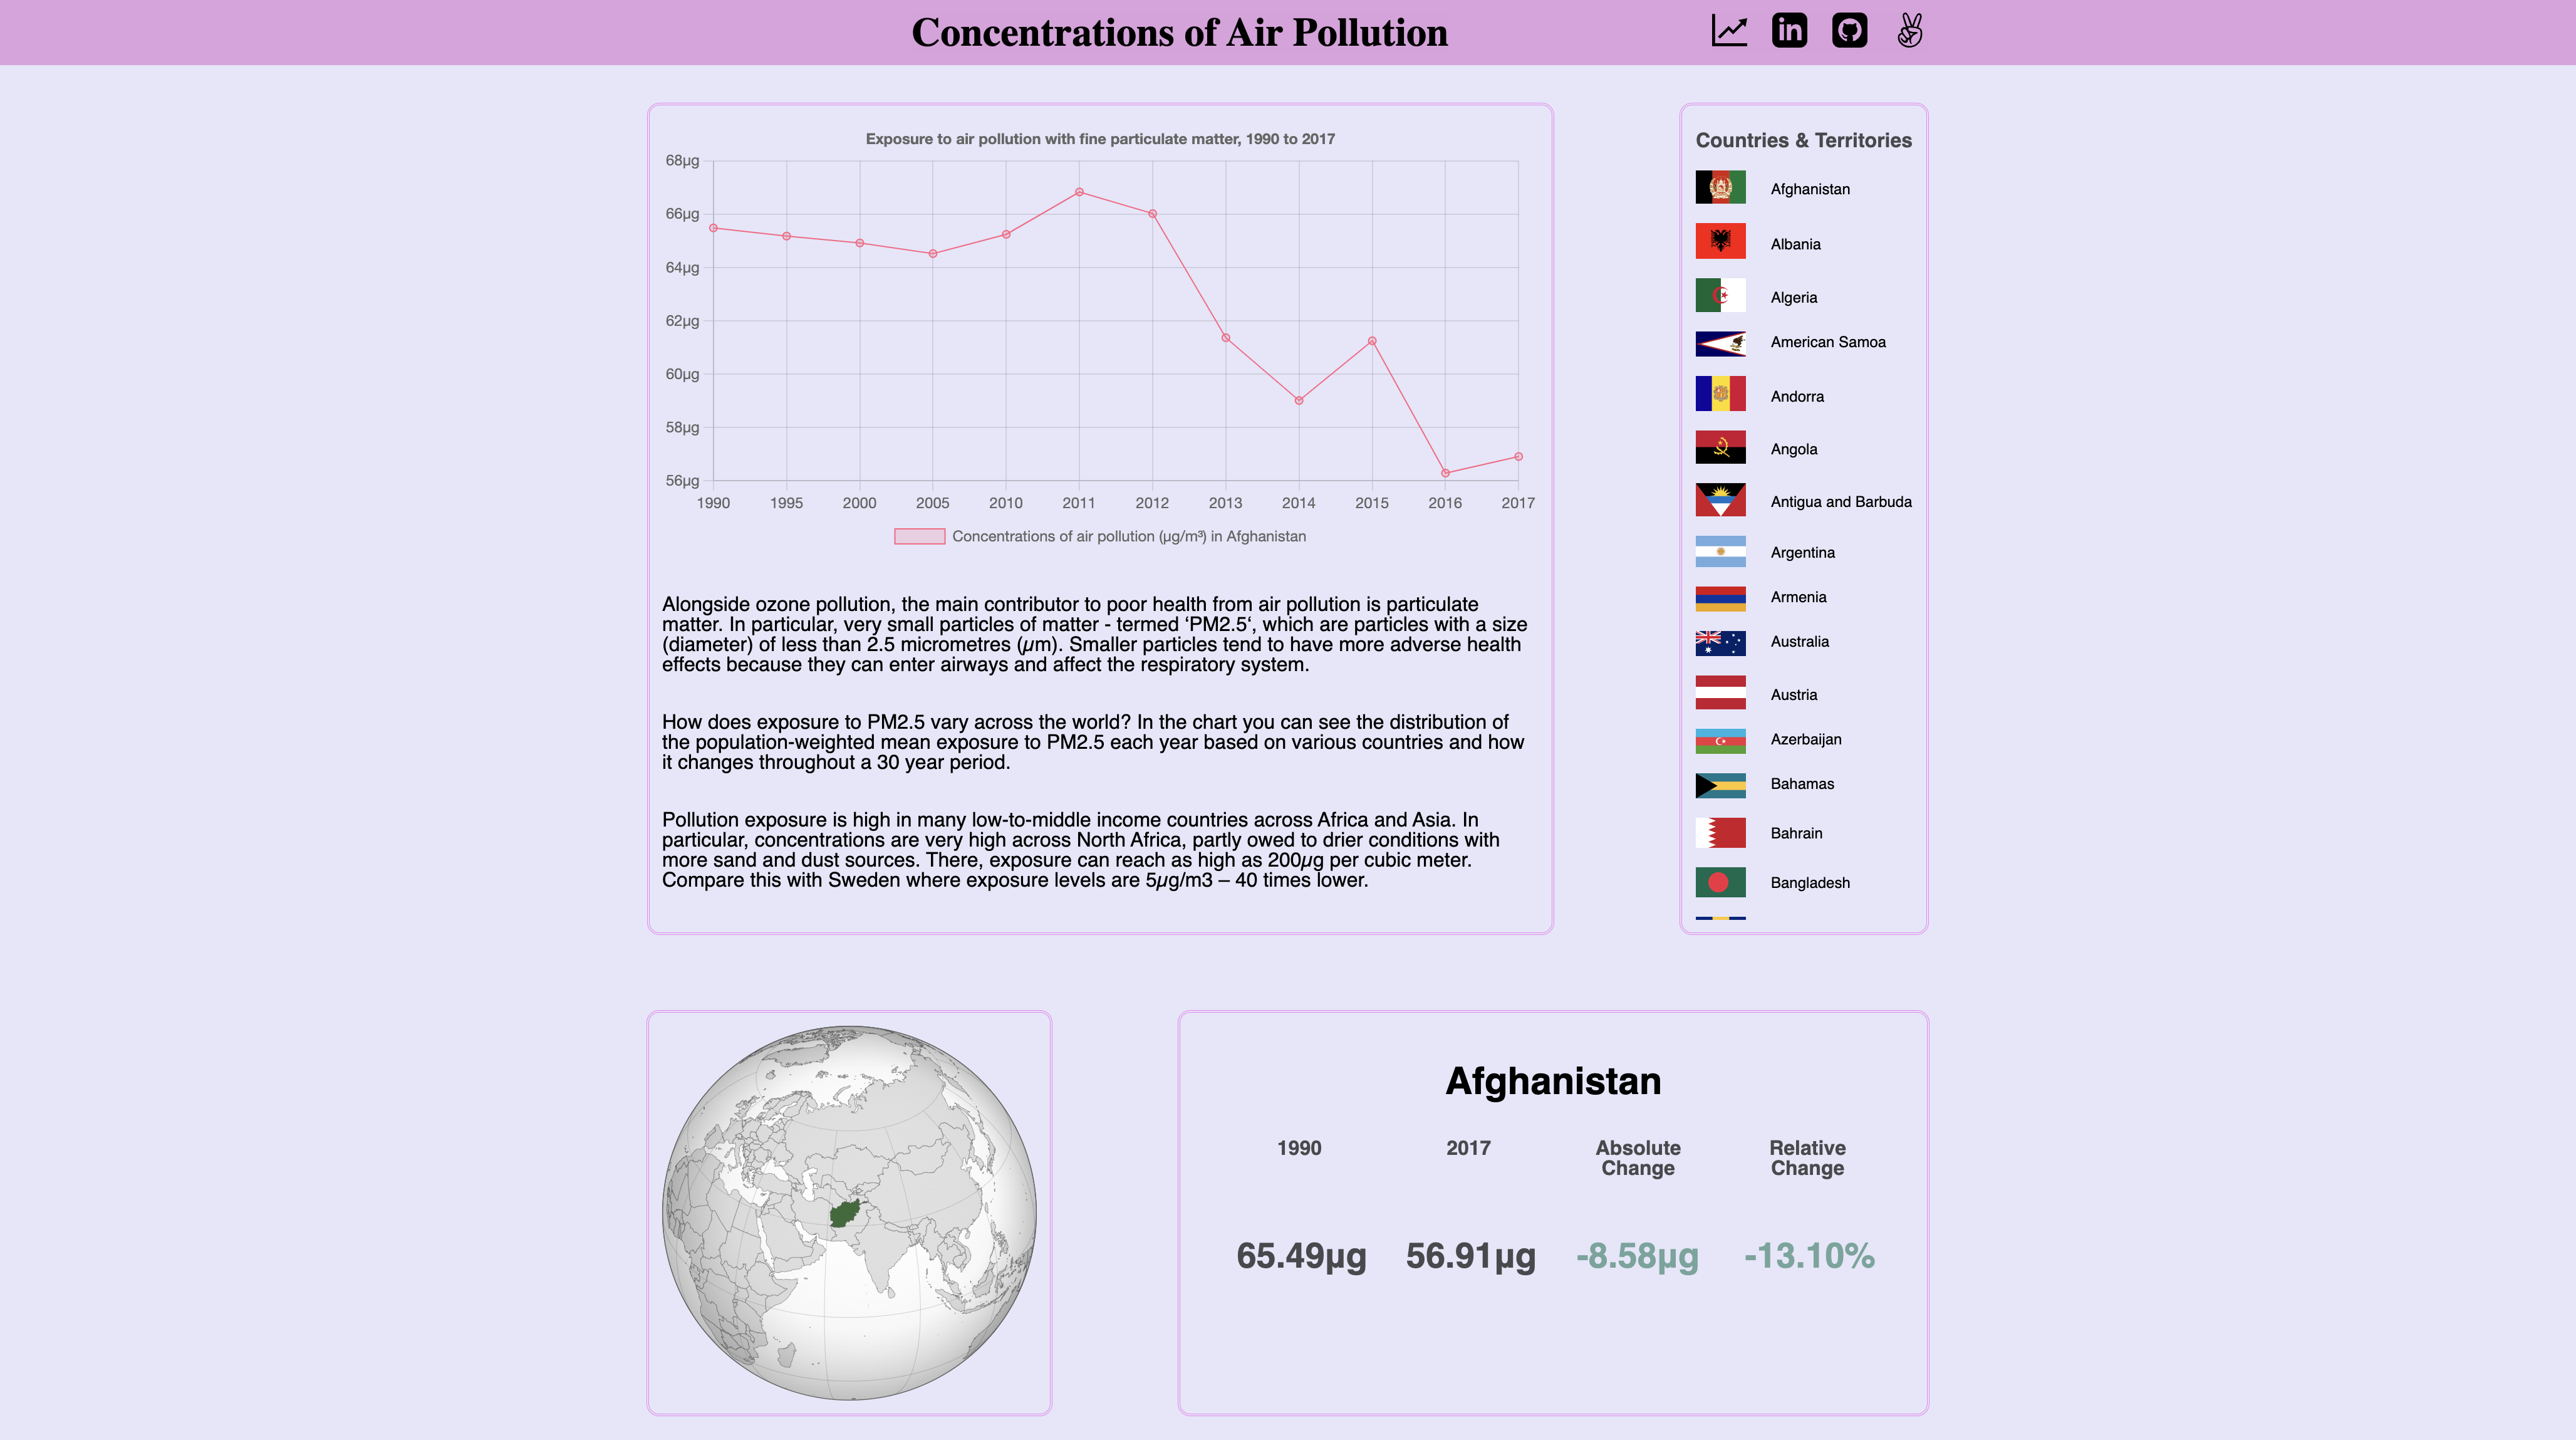 Concentrations of Air Pollution
Exposure to air pollution with fine particulate matter, 1990 to 2017
68µg
66µg
64µg
62µg
60µg
58µg
56µg
1990 1995 2000 2005 2010 2011 2012 2013 2014 2015 2016 2017
Concentrations of air pollution (µg/m³) in Afghanistan
Alongside ozone pollution, the main contributor to poor health from air pollution is particulate
matter. In particular, very small particles of matter - termed ‘PM2.5‘, which are particles with a size
(diameter) of less than 2.5 micrometres (µm). Smaller particles tend to have more adverse health
effects because they can enter airways and affect the respiratory system.
How does exposure to PM2.5 vary across the world? In the chart you can see the distribution of
the population-weighted mean exposure to PM2.5 each year based on various countries and how
it changes throughout a 30 year period.
Pollution exposure is high in many low-to-middle income countries across Africa and Asia. In
particular, concentrations are very high across North Africa, partly owed to drier conditions with
more sand and dust sources. There, exposure can reach as high as 200µg per cubic meter.
Compare this with Sweden where exposure levels are 5µg/m3 – 40 times lower.
Countries & Territories
Afghanistan
Albania
Algeria
American Samoa
Andorra
Angola
Antigua and Barbuda
Argentina
Armenia
Australia
Austria
Azerbaijan
Bahamas
Bahrain
Bangladesh
Afghanistan
1990 2017 Absolute Relative
Change Change
65.49µg 56.91µg -8.58µg -13.10%